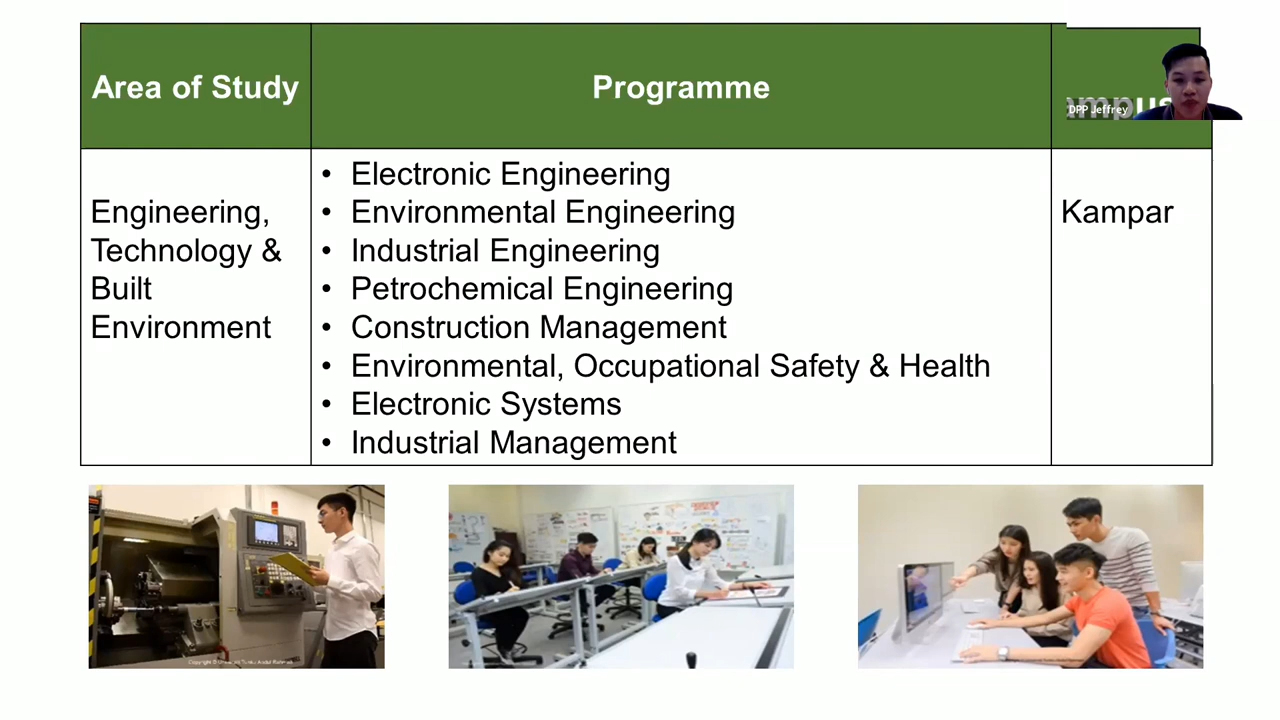 Area of Study
Programme
DPP Jeffrey
Engineering,
Technology &
Built
Environment
• Electronic Engineering
• Environmental Engineering
• Industrial Engineering
• Petrochemical Engineering
• Construction Management
• Environmental, Occupational Safety & Health
• Electronic Systems
• Industrial Management
Kampar